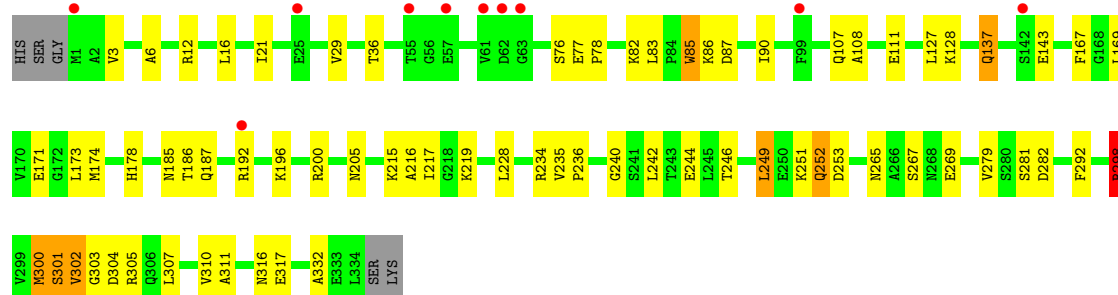 HIS SER GLY M1 A2 V3 A6 R12 L16 I21 E25 V29 T36 T55 G56 E57 V61 D62 G63 S76 E77 P78 K82 L83 P84 W85 K86 D87 I90 F99 Q107 A108 E111 L127 K128 Q137 S142 E143 F167 G168 L169
V170 E171 G172 L173 M174 H178 N185 T186 Q187 R192 K196 R200 N205 K215 A216 I217 G218 K219 L228 R234 V235 P236 G240 S241 L242 T243 E244 L245 T246 L249 E250 K251 Q252 D253 N265 A266 S267 N268 E269 V279 S280 S281 D282 F292
V299 M300 S301 V302 G303 D304 R305 Q306 L307 V310 A311 N316 E317 A332 E333 L334 SER LYS